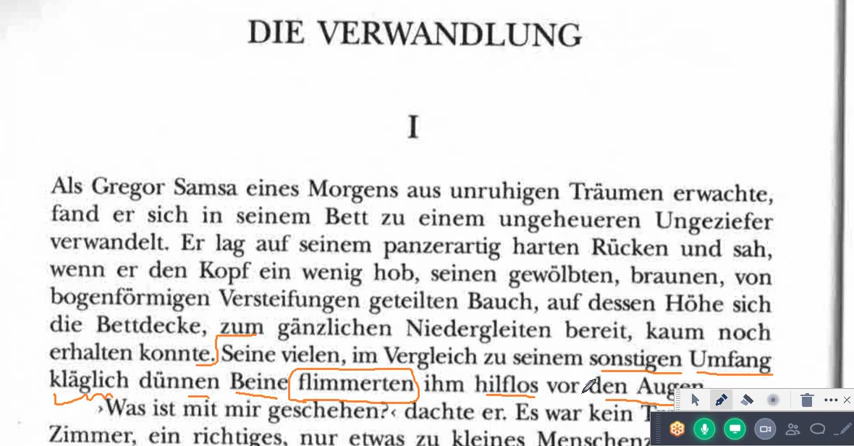 DIE VERWANDLUNG
I
Als Gregor Samsa eines Morgens aus unruhigen Träumen erwachte,
fand er sich in seinem Bett zu einem ungeheueren Ungeziefer
verwandelt. Er lag auf seinem panzerartig harten Rücken und sah,
wenn er den Kopf ein wenig hob, seinen gewölbten, braunen, von
bogenförmigen Versteifungen geteilten Bauch, auf dessen Höhe sich
die Bettdecke, zum gänzlichen Niedergleiten bereit, kaum noch
erhalten konnte. Seine vielen, im Vergleich zu seinem sonstigen Umfang
kläglich dünnen Beine flimmerten ihm hilflos vor den Augen.
›Was ist mit mir geschehen?‹ dachte er. Es war kein
Zimmer, ein richtiges, nur etwas zu kleines